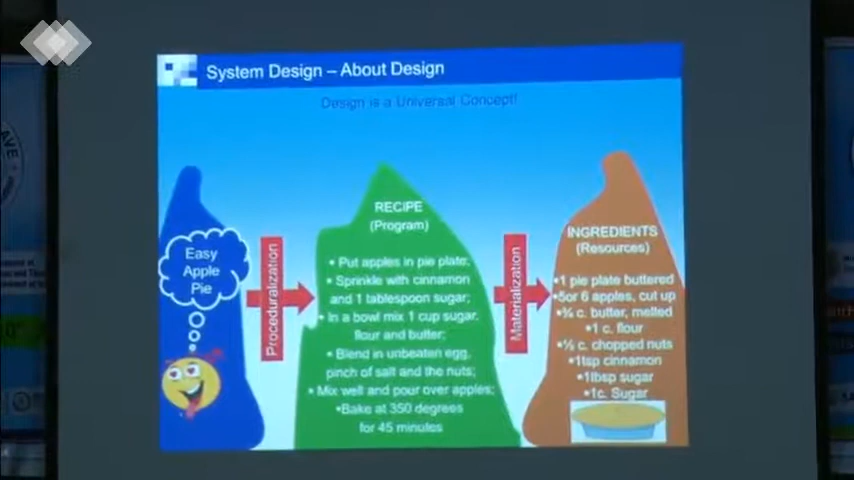 System Design – About Design
Design is a Universal Concept!
Easy
Apple
Pie
Proceduralization
RECIPE
(Program)
• Put apples in pie plate;
• Sprinkle with cinnamon
and 1 tablespoon sugar;
• In a bowl mix 1 cup sugar,
flour and butter;
• Blend in unbeaten egg,
pinch of salt and the nuts;
• Mix well and pour over apples;
•Bake at 350 degrees
for 45 minutes
Materialization
INGREDIENTS
(Resources)
•1 pie plate buttered
•5or 6 apples, cut up
•¾ c. butter, melted
•1 c. flour
•½ c. chopped nuts
•1tsp cinnamon
•1tbsp sugar
•1c. Sugar